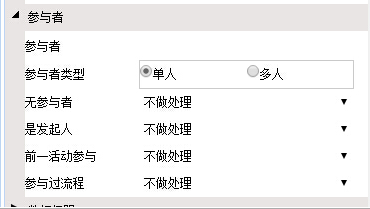 参与者
参与者
参与者类型 单人 多人
无参与者 不做处理
是发起人 不做处理
前一活动参与 不做处理
参与过流程 不做处理